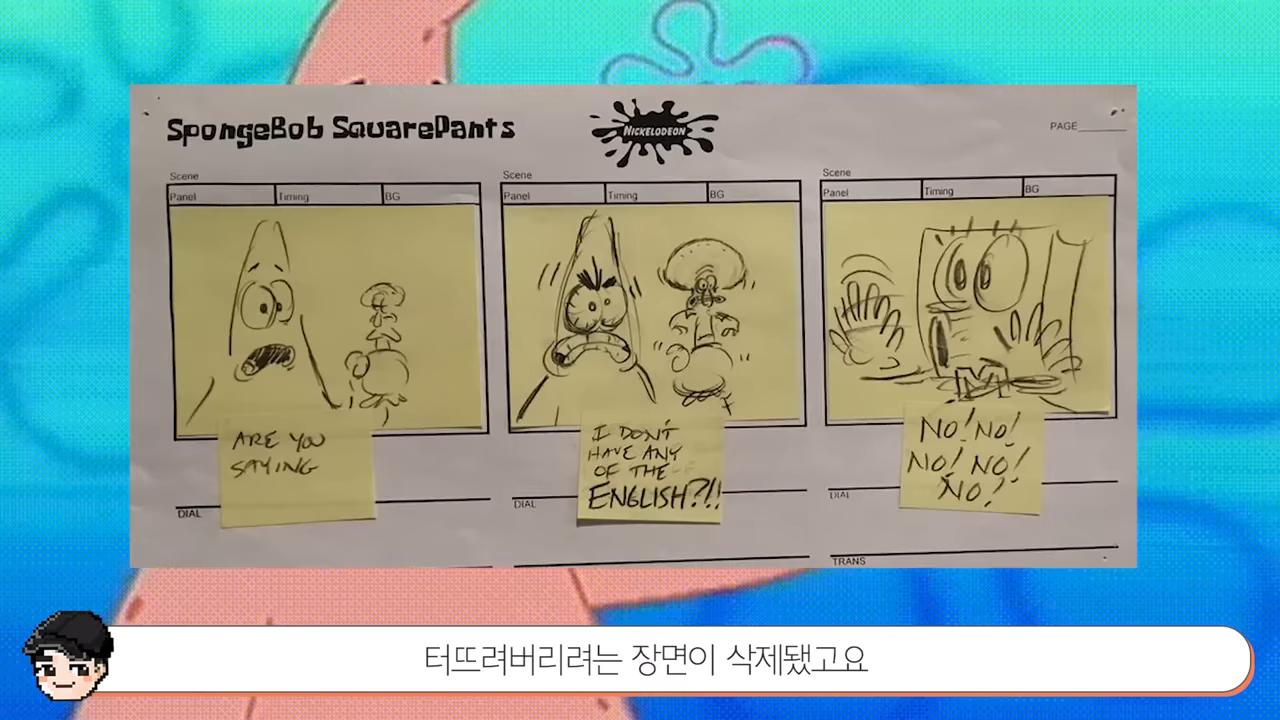 SpongeBob SquarePants
NICKELODEON
PAGE
Scene
Panel Timing BG
ARE YOU
SAYING
DIAL
Scene
Panel Timing BG
I DON'T
HAVE ANY
OF THE
ENGLISH?!!
DIAL
Scene
Panel Timing BG
NO! NO!
NO! NO!
NO!
DIAL
TRANS
터뜨려버리려는 장면이 삭제됐고요